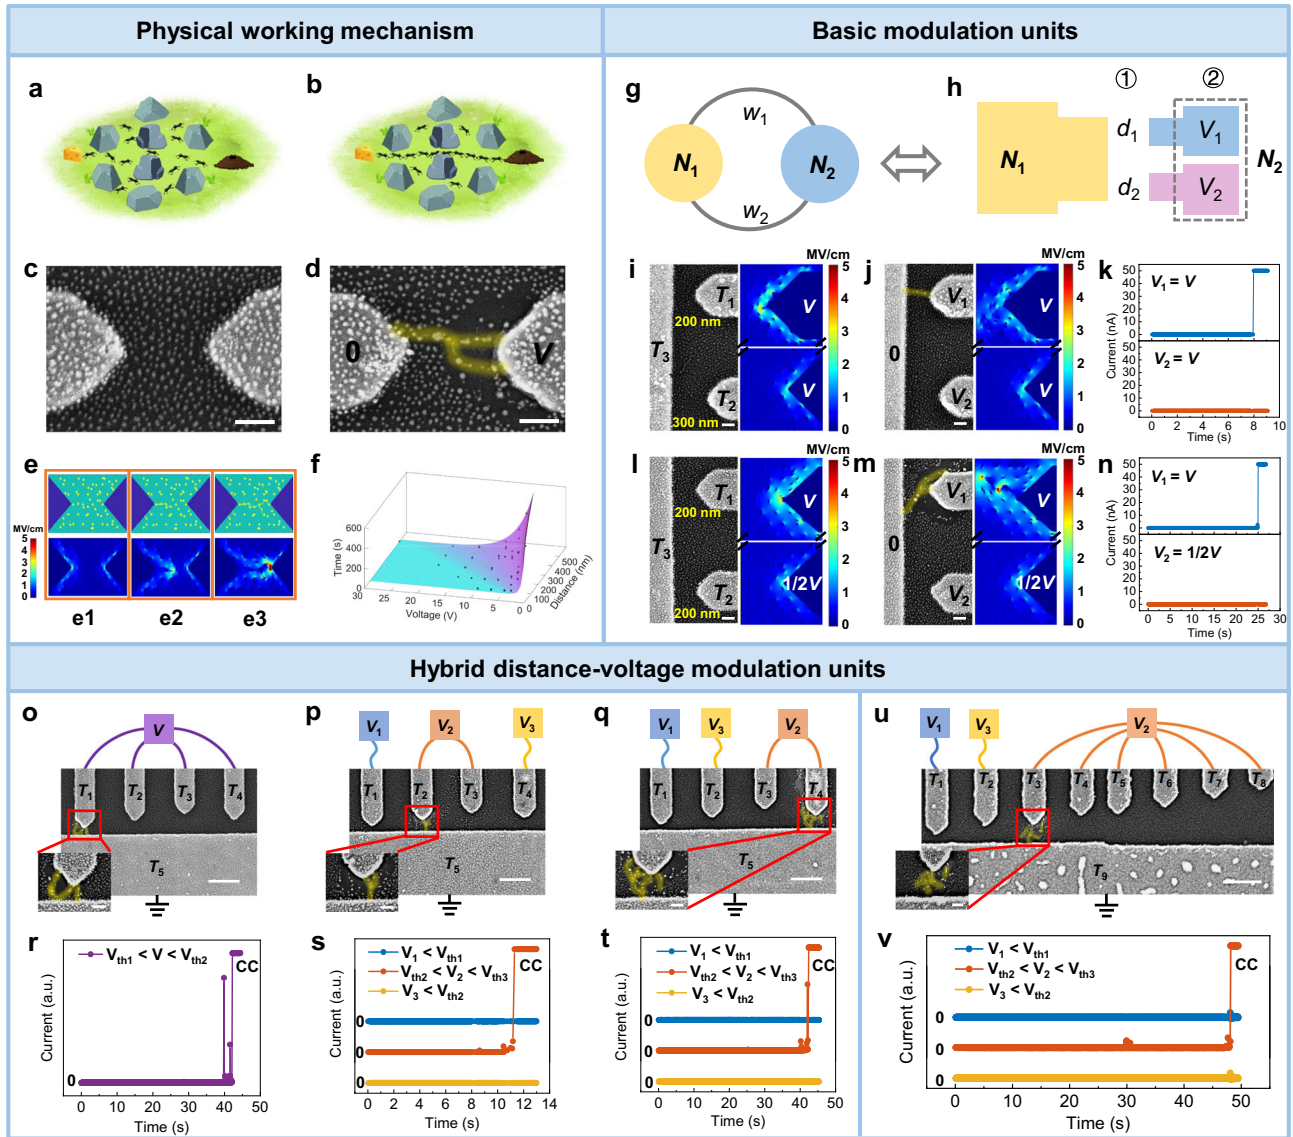 Physical working mechanism
Basic modulation units
a
b
c
d
0
V
e
MV/cm
5
4
3
2
1
0
e1
e2
e3
f
Time (s)
600
400
200
0
30
25
20
15
10
5
0
Voltage (V)
500
400
300
200
100
0
Distance (nm)
g
w1
N1
N2
w2
h
①
②
N1
d1
V1
d2
V2
N2
i
T1
200 nm
T3
T2
300 nm
MV/cm
5
4
3
2
1
0
V
V
j
V1
0
V2
MV/cm
5
4
3
2
1
0
V
V
k
V1 = V
V2 = V
Current (nA)
50
40
30
20
10
0
50
40
30
20
10
0
0 2 4 6 8 10
Time (s)
l
T1
200 nm
T3
T2
200 nm
5
4
3
2
1
0
V
1/2V
m
V1
0
V2
5
4
3
2
1
0
V
1/2V
n
V1 = V
V2 = 1/2V
Current (nA)
50
40
30
20
10
0
50
40
30
20
10
0
0 5 10 15 20 25 30
Time (s)
Hybrid distance-voltage modulation units
o
V
T1
T2
T3
T4
T5
p
V1
V2
V3
T1
T2
T3
T4
q
V1
V3
V2
T1
T2
T3
T4
T5
u
V1
V3
V2
T1
T2
T3
T4
T5
T6
T7
T8
T9
r
Vth1 < V < Vth2
CC
0
Current (a.u.)
0 10 20 30 40 50
Time (s)
s
V1 < Vth1
Vth2 < V2 < Vth3
V3 < Vth2
CC
0
0
0
Current (a.u.)
0 2 4 6 8 10 12 14
Time (s)
t
V1 < Vth1
Vth2 < V2 < Vth3
V3 < Vth2
CC
0
0
0
Current (a.u.)
0 10 20 30 40 50
Time (s)
v
V1 < Vth1
Vth2 < V2 < Vth3
V3 < Vth2
CC
0
0
0
Current (a.u.)
0 10 20 30 40 50
Time (s)